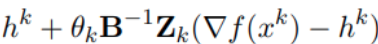 $h^k + \theta_k \mathbf{B}^{-1} \mathbf{Z}_k (\nabla f(x^k) - h^k)$